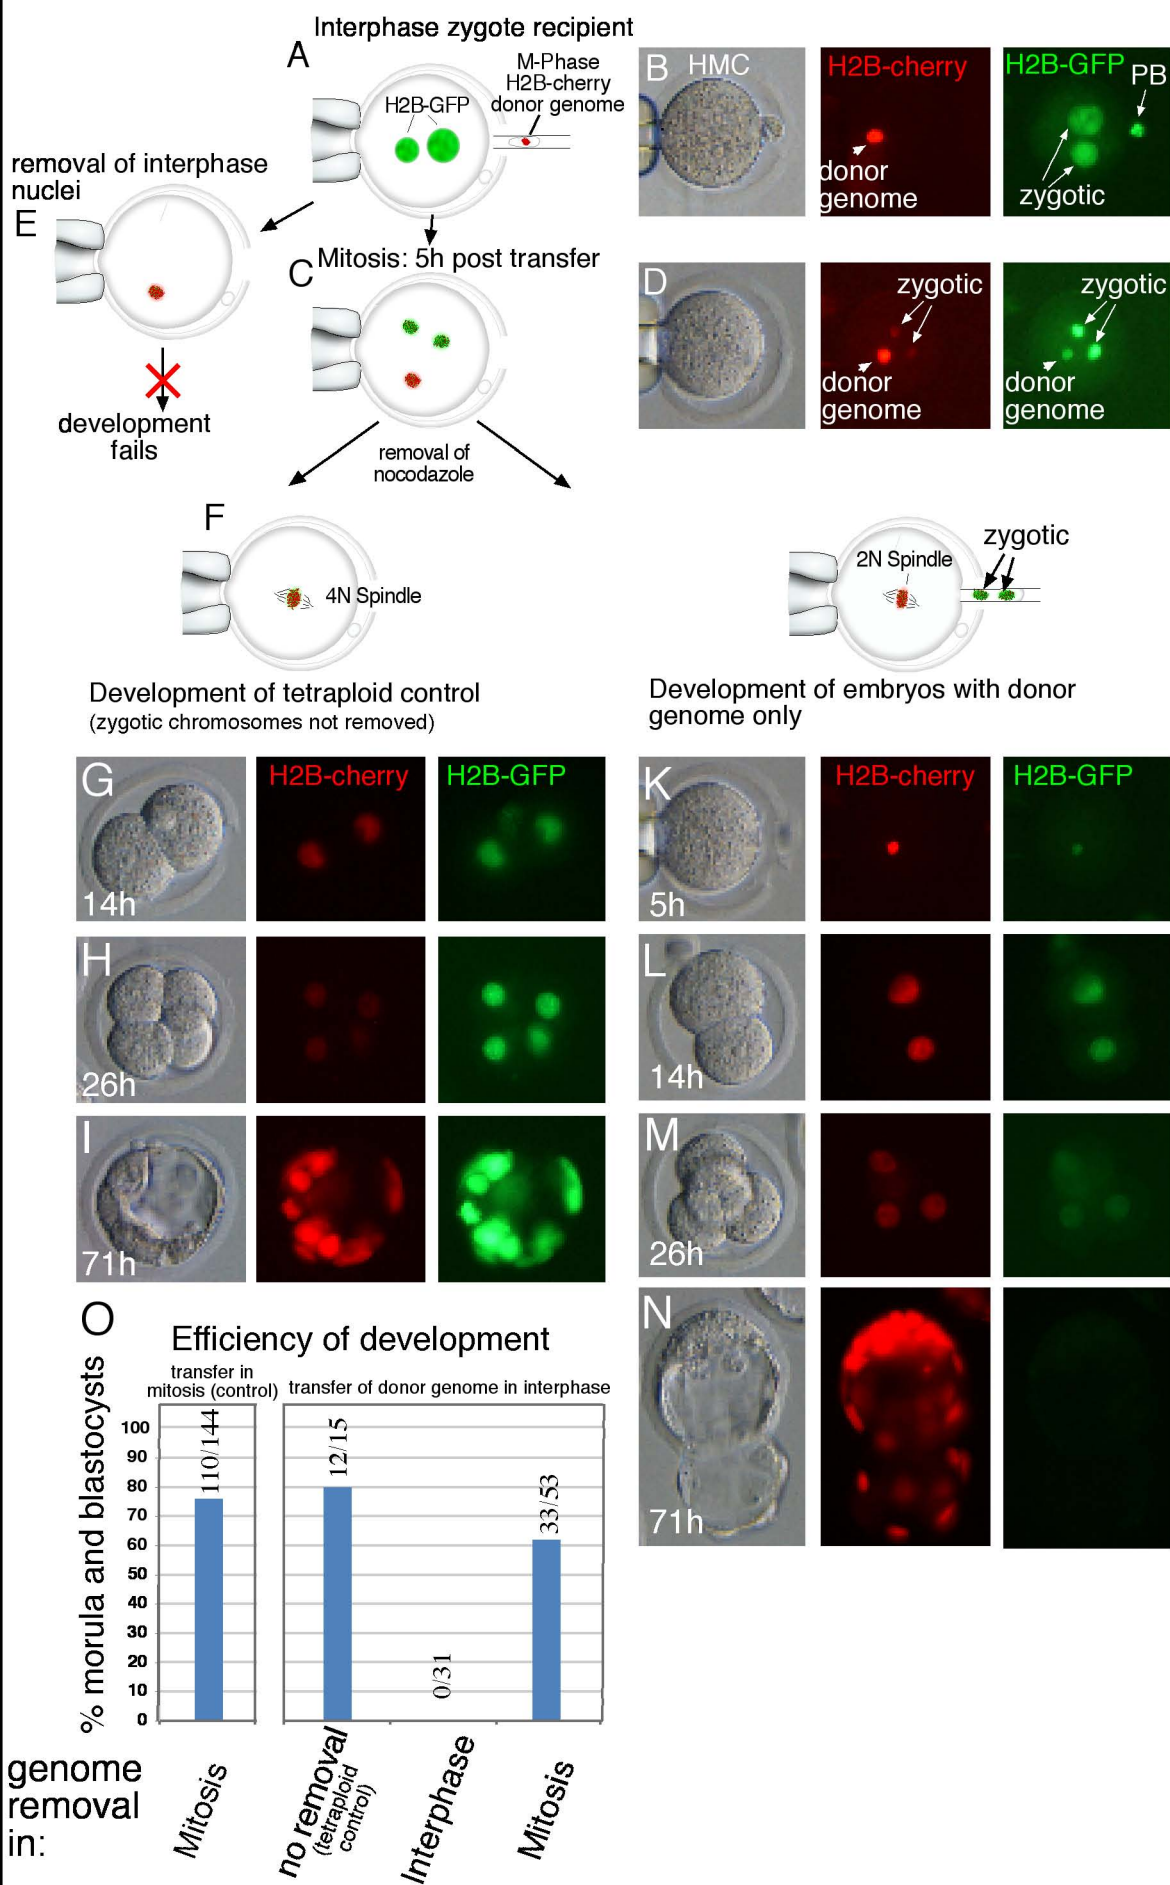 Interphase zygote recipient
A
M-Phase
H2B-cherry
donor genome
H2B-GFP
B
HMC
H2B-cherry
donor
genome
H2B-GFP
PB
zygotic
removal of interphase
nuclei
E
development
fails
C
Mitosis: 5h post transfer
D
zygotic
donor
genome
zygotic
donor
genome
removal of
nocodazole
F
4N Spindle
2N Spindle
zygotic
Development of tetraploid control
(zygotic chromosomes not removed)
Development of embryos with donor
genome only
G
14h
H2B-cherry
H2B-GFP
H
26h
I
71h
K
5h
H2B-cherry
H2B-GFP
L
14h
M
26h
N
71h
O
Efficiency of development
transfer in
mitosis (control)
transfer of donor genome in interphase
% morula and blastocysts
100
90
80
70
60
50
40
30
20
10
0
110/144
12/15
0/31
33/53
genome
removal
in:
Mitosis
no removal
(tetraploid
control)
Interphase
Mitosis